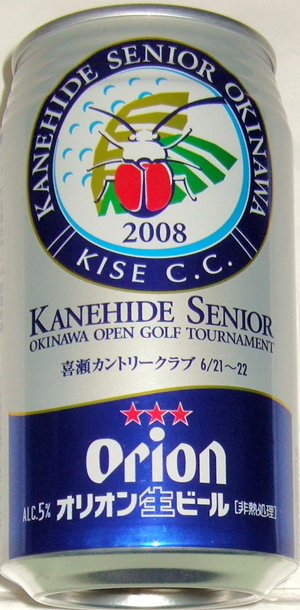 KANEHIDE SENIOR OKINAWA
2008
KISE C.C.
KANEHIDE SENIOR
OKINAWA OPEN GOLF TOURNAMENT
喜瀬カントリークラブ 6/21～22
Orion
ALC.5% オリオン生ビール [非熱処理]